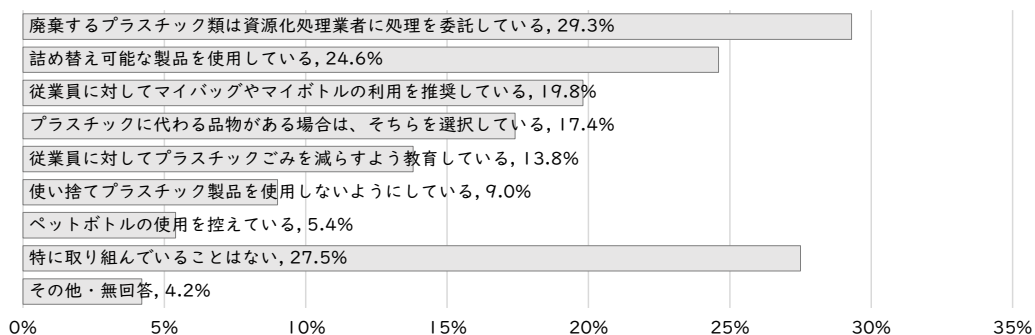 廃棄するプラスチック類は資源化処理業者に処理を委託している, 29.3%
詰め替え可能な製品を使用している, 24.6%
従業員に対してマイバッグやマイボトルの利用を推奨している, 19.8%
プラスチックに代わる品物がある場合は、そちらを選択している, 17.4%
従業員に対してプラスチックごみを減らすよう教育している, 13.8%
使い捨てプラスチック製品を使用しないようにしている, 9.0%
ペットボトルの使用を控えている, 5.4%
特に取り組んでいることはない, 27.5%
その他・無回答, 4.2%
0% 5% 10% 15% 20% 25% 30% 35%